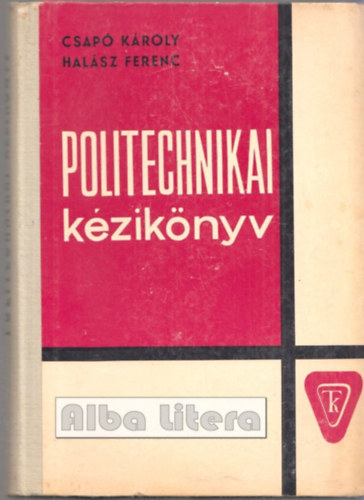 CSAPÓ KÁROLY
HALÁSZ FERENC
POLITECHNIKAI
kézikönyv
Alba Litera
TK